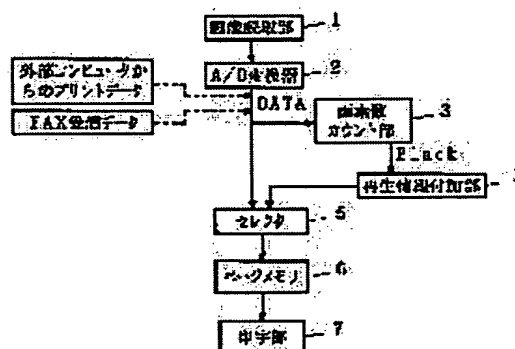 画像読取部
1
A/D変換器
2
外部コンピュータか
らのプリントデータ
DATA
FAX受信データ
画素数
カウント部
3
Black
再生情報付加部
セレクタ
5
ページメモリ
6
印字部
7